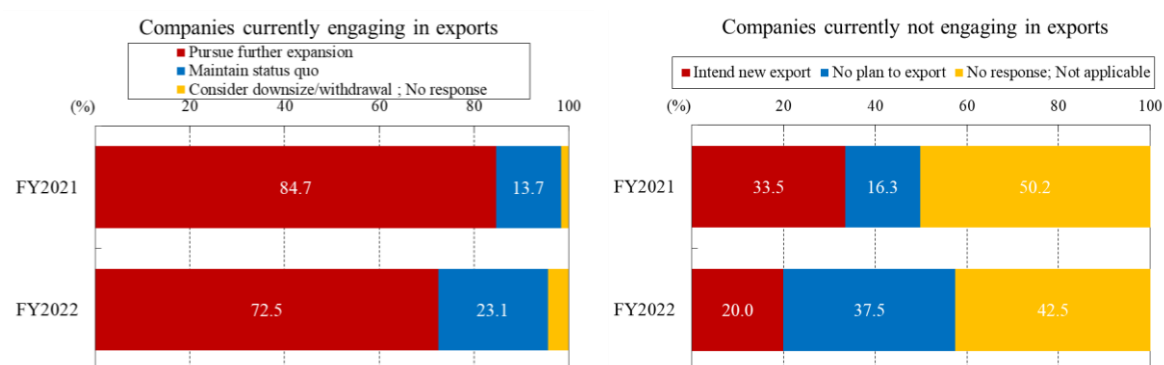 Companies currently engaging in exports
Pursue further expansion
Maintain status quo
Consider downsize/withdrawal ; No response
(%) 20 40 60 80 100
FY2021 84.7 13.7
FY2022 72.5 23.1
Companies currently not engaging in exports
Intend new export No plan to export No response; Not applicable
(%) 20 40 60 80 100
FY2021 33.5 16.3 50.2
FY2022 20.0 37.5 42.5